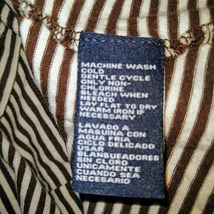 MACHINE WASH
COLD
GENTLE CYCLE
ONLY NON-
CHLORINE
BLEACH WHEN
NEEDED
LAY FLAT TO DRY
WARM IRON IF
NECESSARY
LAVADO A
MAQUINA CON
AGUA FRIA
CICLO DELICADO
USAR
BLANQUEADORES
SIN CLORO
UNICAMENTE
CUANDO SEA
NECESARIO